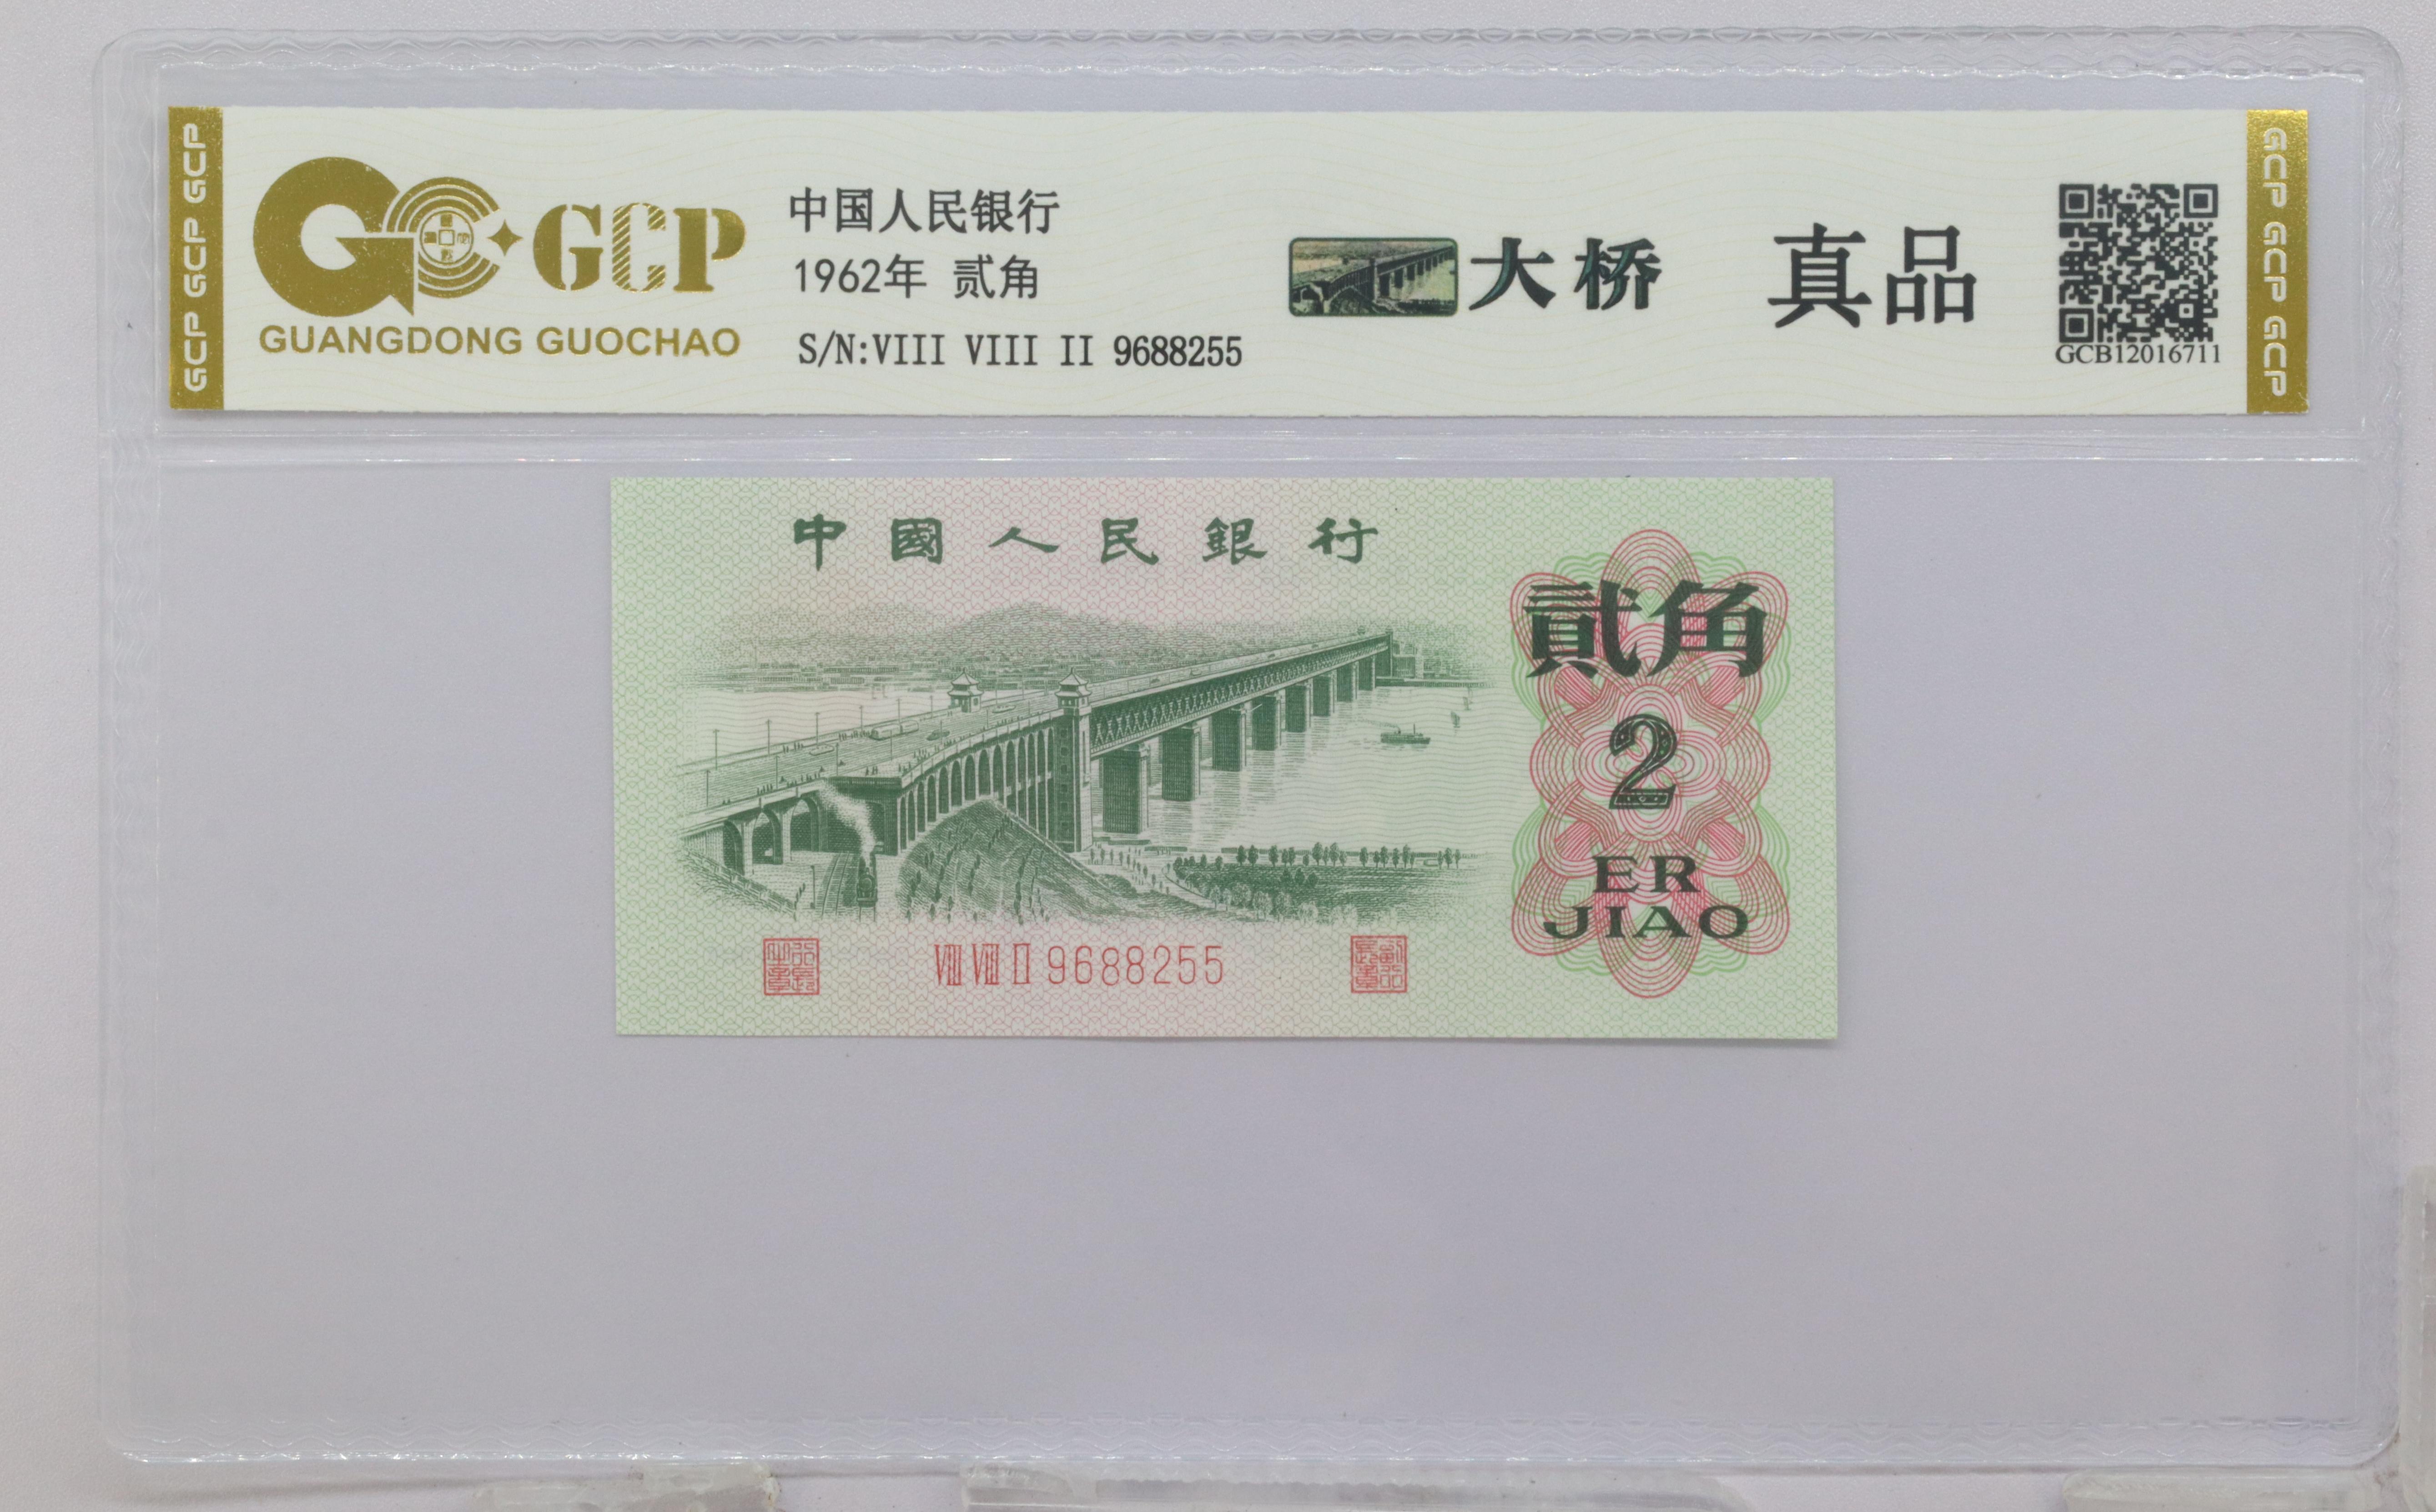 GCP GCP GCP
GCP
GUANGDONG GUOCHAO
中国人民银行
1962年 贰角
S/N:VIII VIII II 9688255
大桥
真品
GCB12016711
GCP GCP GCP
中國人民銀行
貳角
2
ER
JIAO
VIII VIII II 9688255